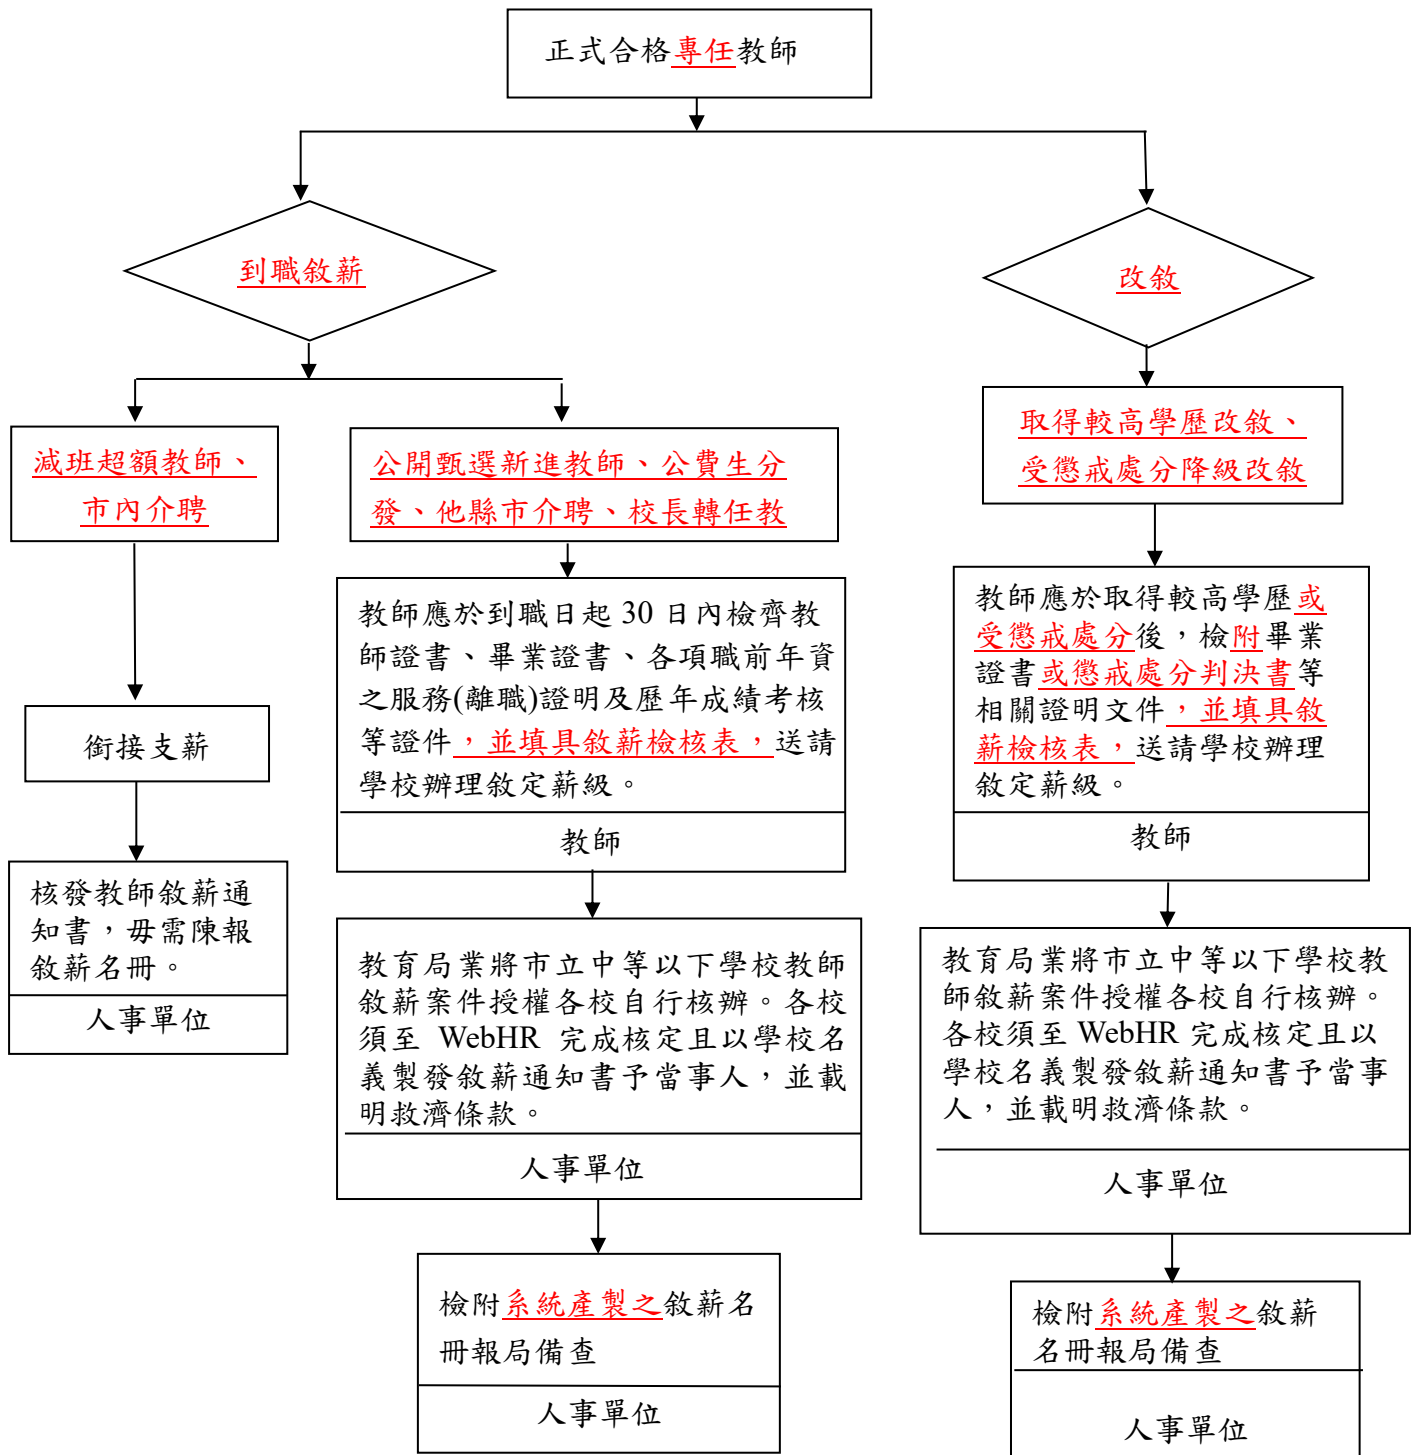 正式合格專任教師
到職敘薪
改敘
減班超額教師、
市內介聘
公開甄選新進教師、公費生分
發、他縣市介聘、校長轉任教
取得較高學歷改敘、
受懲戒處分降級改敘
銜接支薪
核發教師敘薪通
知書，毋需陳報
敘薪名冊。
人事單位
教師應於到職日起 30 日內檢齊教
師證書、畢業證書、各項職前年資
之服務(離職)證明及歷年成績考核
等證件，並填具敘薪檢核表，送請
學校辦理敘定薪級。
教師
教育局業將市立中等以下學校教師
敘薪案件授權各校自行核辦。各校
須至 WebHR 完成核定且以學校名
義製發敘薪通知書予當事人，並載
明救濟條款。
人事單位
檢附系統產製之敘薪名
冊報局備查
人事單位
教師應於取得較高學歷或
受懲戒處分後，檢附畢業
證書或懲戒處分判決書等
相關證明文件，並填具敘
薪檢核表，送請學校辦理
敘定薪級。
教師
教育局業將市立中等以下學校教
師敘薪案件授權各校自行核辦。
各校須至 WebHR 完成核定且以
學校名義製發敘薪通知書予當事
人，並載明救濟條款。
人事單位
檢附系統產製之敘薪
名冊報局備查
人事單位